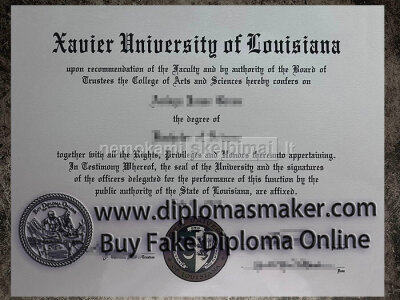 Xavier University of Louisiana
upon recommendation of the Faculty and by authority of the Board of
Trustees the College of Arts and Sciences hereby confers on
the degree of
nemokami.skelbimai.lt
together with all the Rights, Privileges and Honors thereunto appertaining.
In Testimony Whereof, the seal of the University and the signatures
of the officers delegated for the performance of this function by the
public authority of the State of Louisiana, are affixed.
www.diplomasmaker.com
Buy Fake Diploma Online